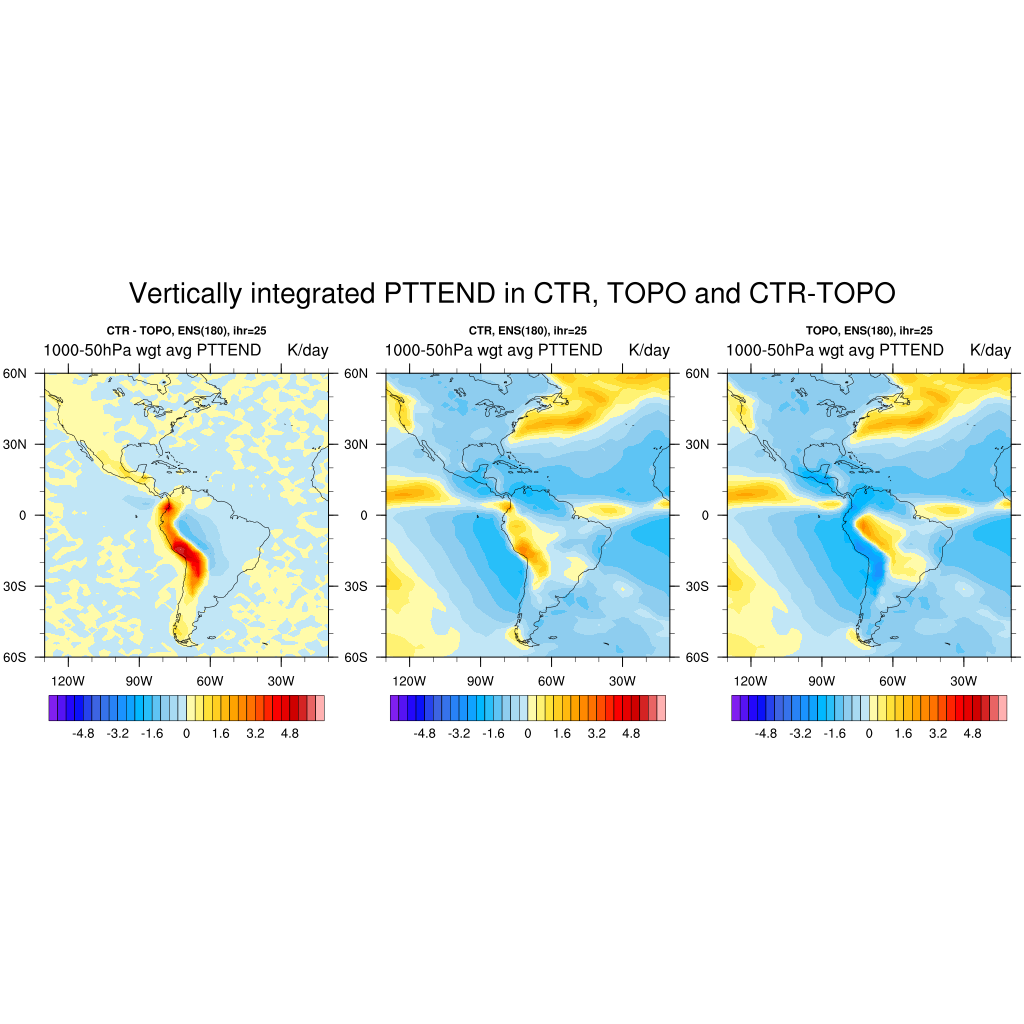 Vertically integrated PTTEND in CTR, TOPO and CTR-TOPO
CTR - TOPO, ENS(180), ihr=25
1000-50hPa wgt avg PTTEND K/day
60N
30N
0
30S
60S
120W 90W 60W 30W
-4.8 -3.2 -1.6 0 1.6 3.2 4.8
CTR, ENS(180), ihr=25
1000-50hPa wgt avg PTTEND K/day
60N
30N
0
30S
60S
120W 90W 60W 30W
-4.8 -3.2 -1.6 0 1.6 3.2 4.8
TOPO, ENS(180), ihr=25
1000-50hPa wgt avg PTTEND K/day
60N
30N
0
30S
60S
120W 90W 60W 30W
-4.8 -3.2 -1.6 0 1.6 3.2 4.8